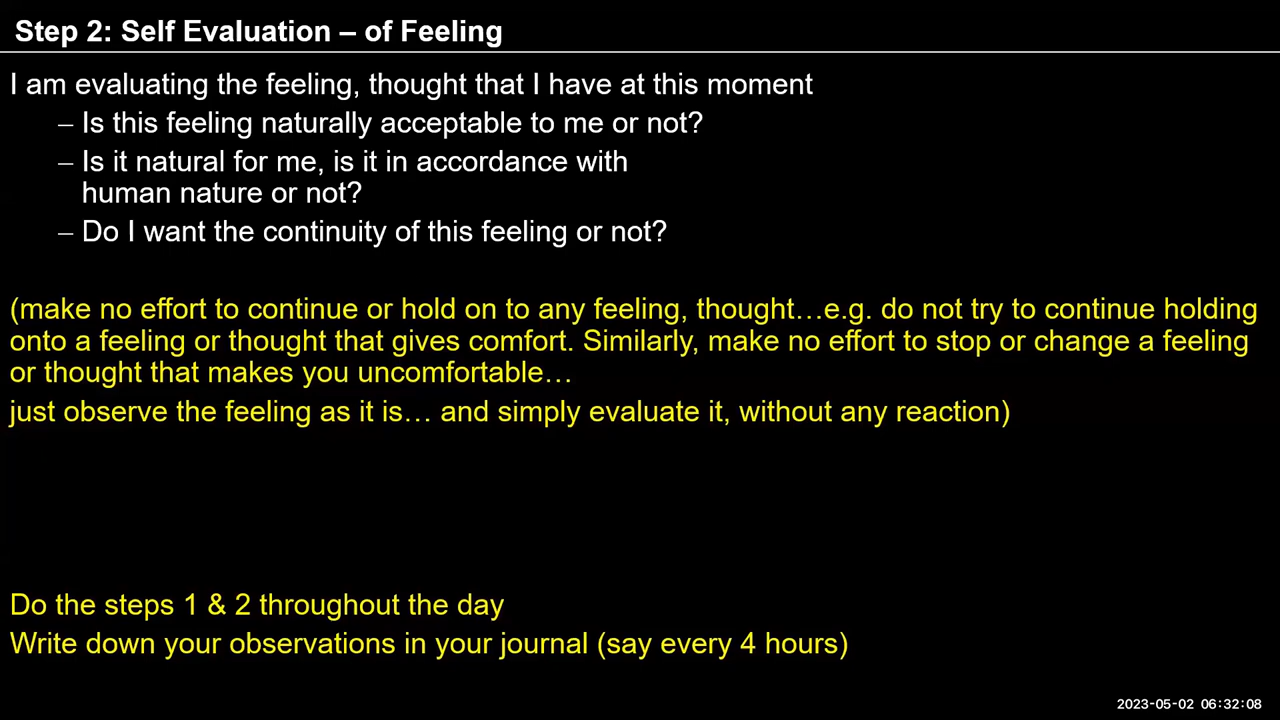 Step 2: Self Evaluation – of Feeling
I am evaluating the feeling, thought that I have at this moment
– Is this feeling naturally acceptable to me or not?
– Is it natural for me, is it in accordance with
human nature or not?
– Do I want the continuity of this feeling or not?
(make no effort to continue or hold on to any feeling, thought…e.g. do not try to continue holding
onto a feeling or thought that gives comfort. Similarly, make no effort to stop or change a feeling
or thought that makes you uncomfortable…
just observe the feeling as it is… and simply evaluate it, without any reaction)
Do the steps 1 & 2 throughout the day
Write down your observations in your journal (say every 4 hours)
2023-05-02 06:32:08